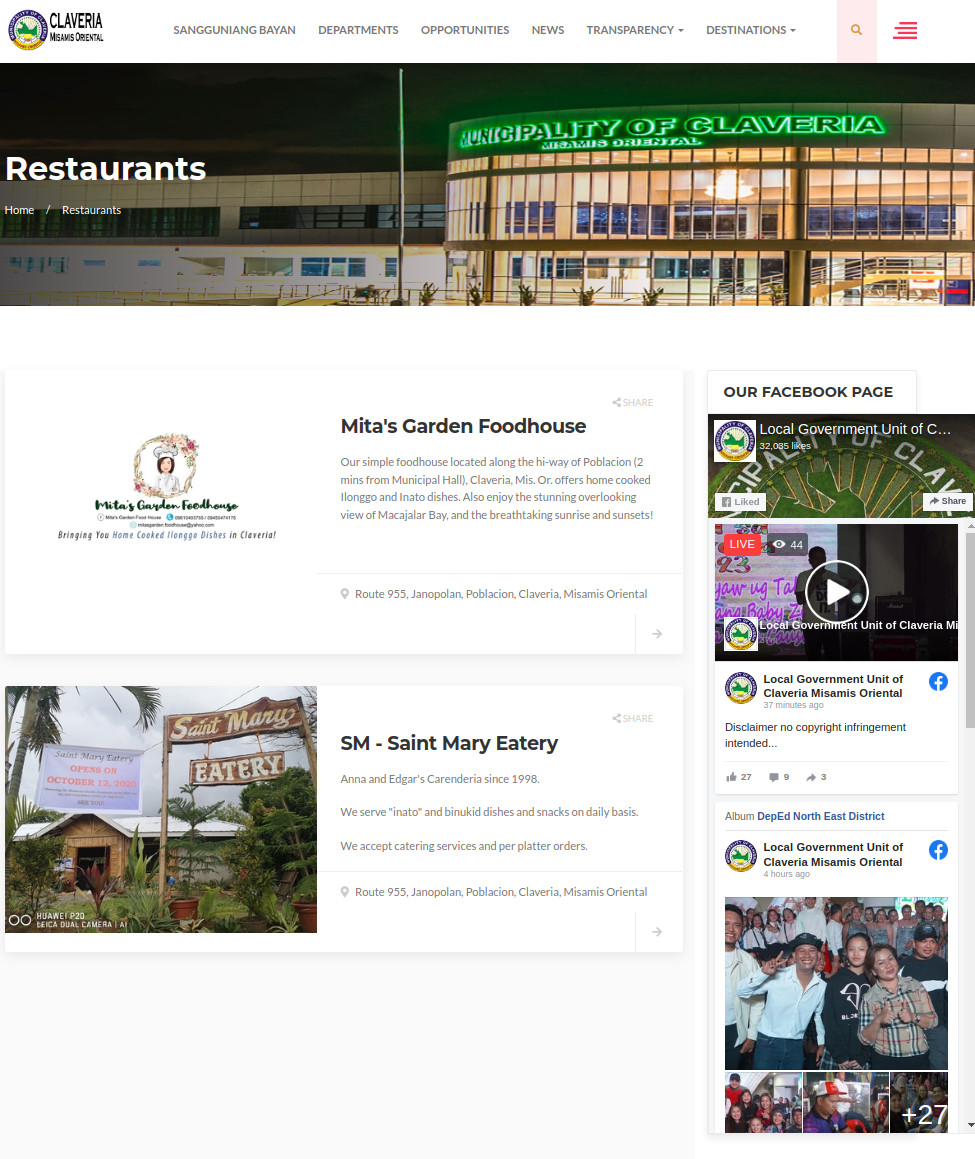 CLAVERIA
MISAMIS ORIENTAL
SANGGUNIANG BAYAN DEPARTMENTS OPPORTUNITIES NEWS TRANSPARENCY DESTINATIONS
MUNICIPALITY OF CLAVERIA
MISAMIS ORIENTAL
Restaurants
Home / Restaurants
SHARE
Mita's Garden Foodhouse
Our simple foodhouse located along the hi-way of Poblacion (2
mins from Municipal Hall), Claveria, Mis. Or. offers home cooked
Ilonggo and Inato dishes. Also enjoy the stunning overlooking
view of Macajalar Bay, and the breathtaking sunrise and sunsets!
Mita's Garden Foodhouse
Mita's Garden Food House
mitasgarden.foodhouse@yahoo.com
Bringing You Home Cooked Ilonggo Dishes in Claveria!
Route 955, Janopolan, Poblacion, Claveria, Misamis Oriental
SHARE
SM - Saint Mary Eatery
Anna and Edgar's Carenderia since 1998.
We serve "inato" and binukid dishes and snacks on daily basis.
We accept catering services and per platter orders.
Route 955, Janopolan, Poblacion, Claveria, Misamis Oriental
Saint Mary
EATERY
Saint Mary Eatery
OPENS ON
OCTOBER 12, 2020
SEE YOU!
HUAWEI P20
LEICA DUAL CAMERA | AI
OUR FACEBOOK PAGE
Local Government Unit of C...
32,035 likes
Liked
Share
LIVE 44
Local Government Unit of Claveria Mi
Local Government Unit of
Claveria Misamis Oriental
37 minutes ago
Disclaimer no copyright infringement
intended...
27 9 3
Album DepEd North East District
Local Government Unit of
Claveria Misamis Oriental
4 hours ago
+27